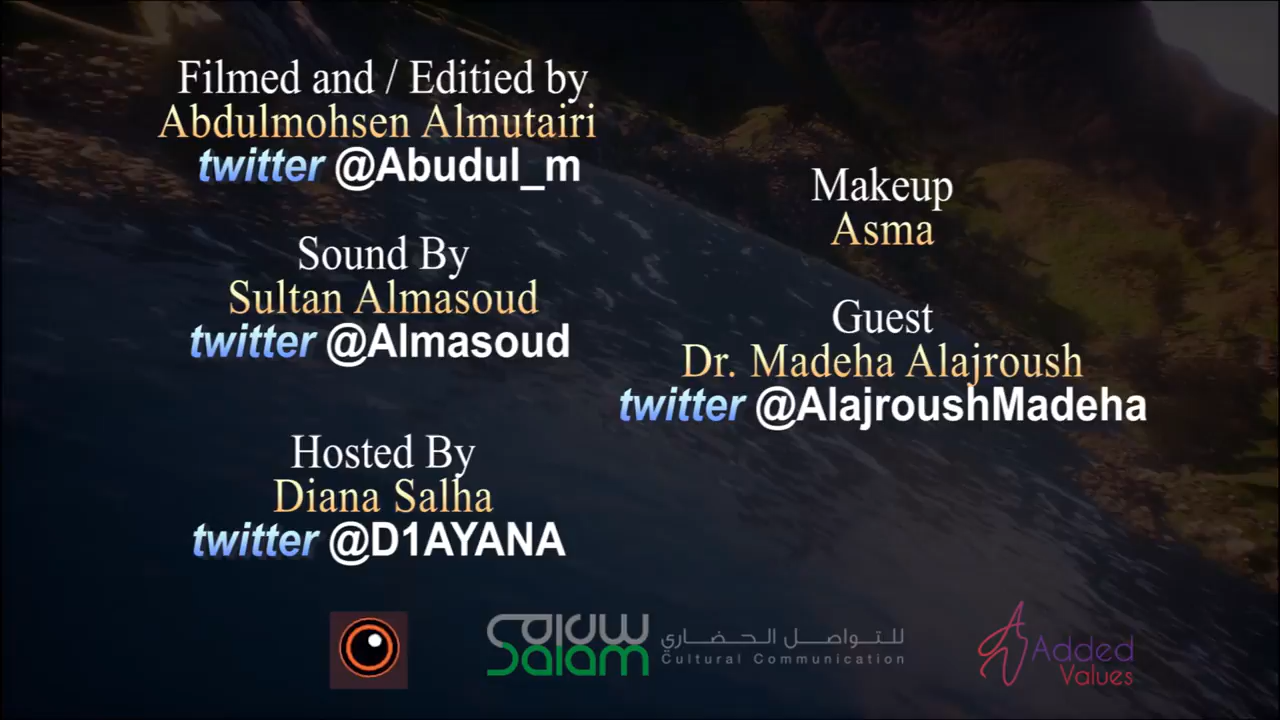 Filmed and / Editied by
Abdulmohsen Almutairi
twitter @Abudul_m
Sound By
Sultan Almasoud
twitter @Almasoud
Hosted By
Diana Salha
twitter @D1AYANA
Makeup
Asma
Guest
Dr. Madeha Alajroush
twitter @AlajroushMadeha
سلام
Salam
للتواصل الحضاري
Cultural Communication
Added
Values